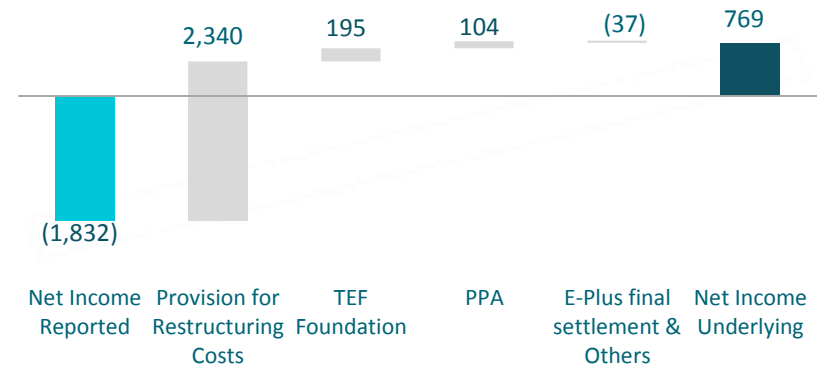 2,340
195
104
(37)
769
(1,832)
Net Income
Reported
Provision for
Restructuring
Costs
TEF
Foundation
PPA
E-Plus final
settlement &
Others
Net Income
Underlying